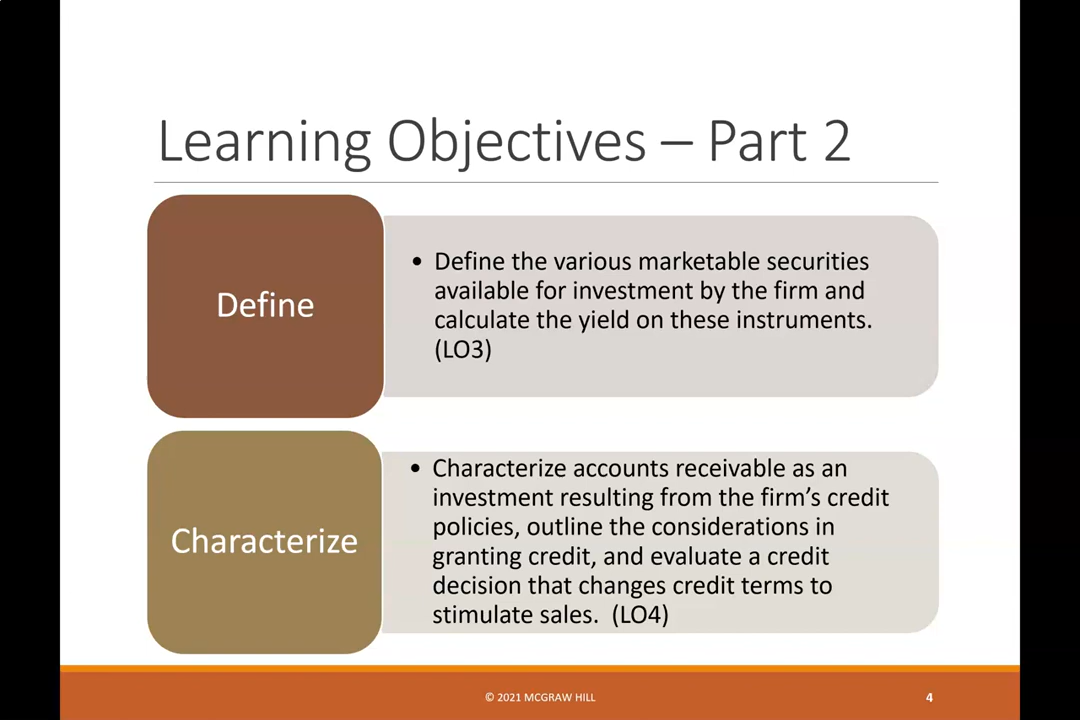 Learning Objectives – Part 2
Define
• Define the various marketable securities
available for investment by the firm and
calculate the yield on these instruments.
(LO3)
Characterize
• Characterize accounts receivable as an
investment resulting from the firm’s credit
policies, outline the considerations in
granting credit, and evaluate a credit
decision that changes credit terms to
stimulate sales.  (LO4)
© 2021 MCGRAW HILL
4